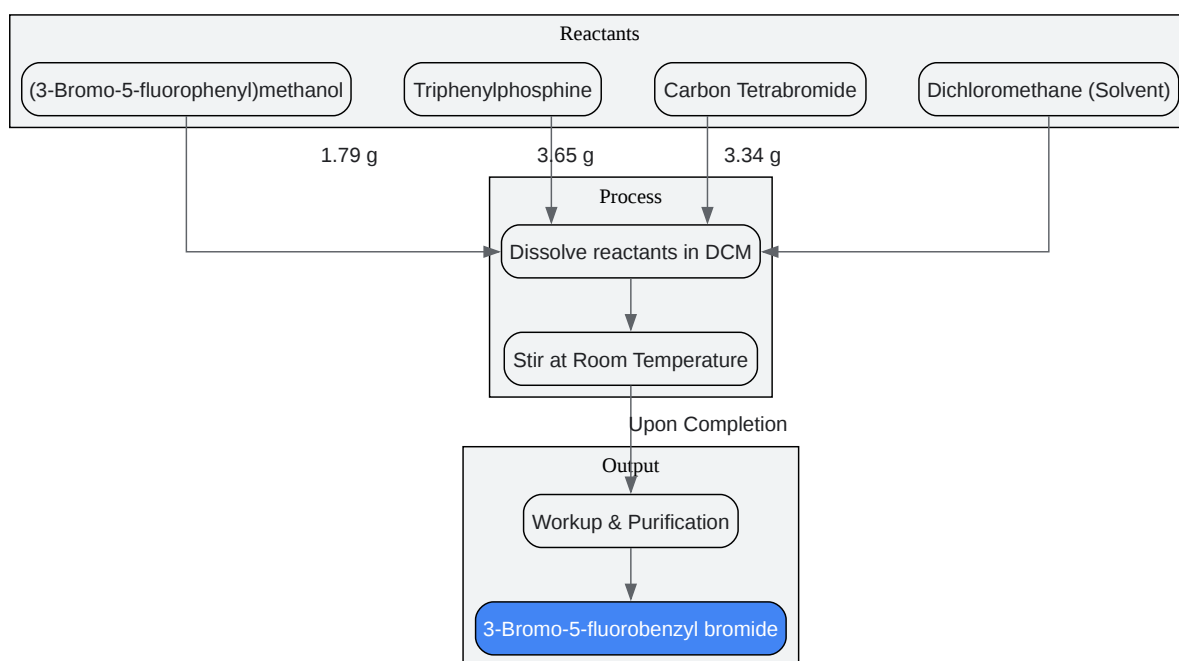 Reactants
(3-Bromo-5-fluorophenyl)methanol
Triphenylphosphine
Carbon Tetrabromide
Dichloromethane (Solvent)
1.79 g
3.65 g
3.34 g
Process
Dissolve reactants in DCM
Stir at Room Temperature
Upon Completion
Output
Workup & Purification
3-Bromo-5-fluorobenzyl bromide